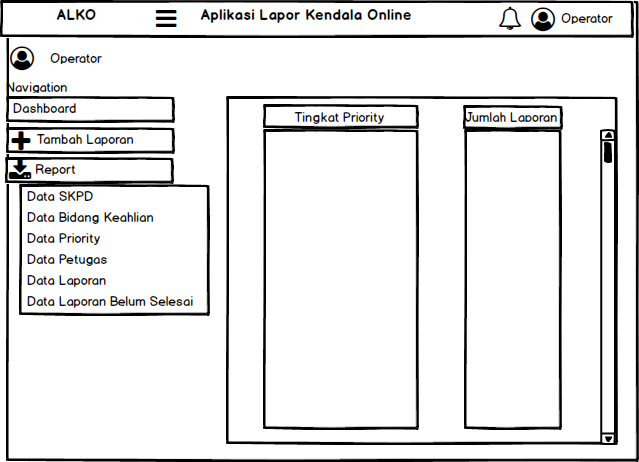 ALKO
Aplikasi Lapor Kendala Online
Operator
Operator
Navigation
Dashboard
Tambah Laporan
Report
Data SKPD
Data Bidang Keahlian
Data Priority
Data Petugas
Data Laporan
Data Laporan Belum Selesai
Tingkat Priority
Jumlah Laporan